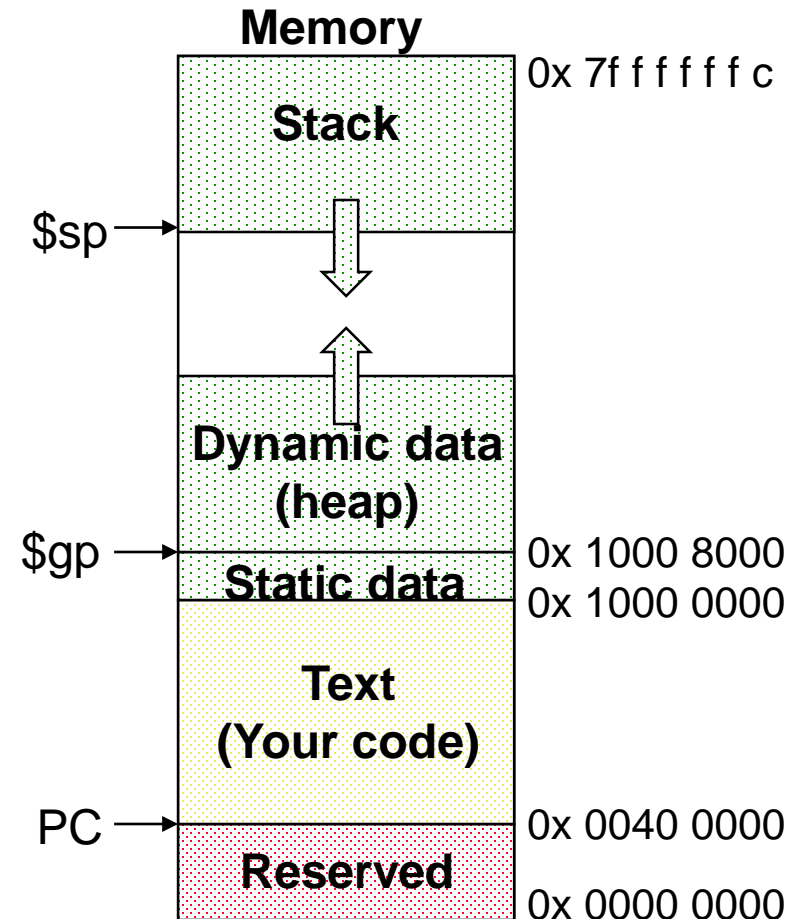 Memory
0x 7f f f f f f c
Stack
$sp
Dynamic data
(heap)
$gp
0x 1000 8000
Static data
0x 1000 0000
Text
(Your code)
PC
0x 0040 0000
Reserved
0x 0000 0000